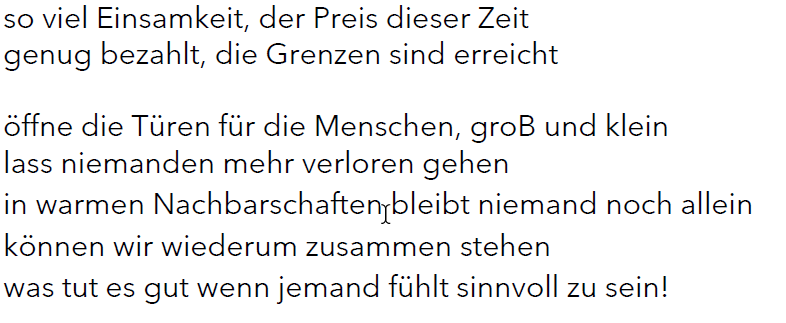 so viel Einsamkeit, der Preis dieser Zeit
genug bezahlt, die Grenzen sind erreicht
öffne die Türen für die Menschen, groB und klein
lass niemanden mehr verloren gehen
in warmen Nachbarschaften bleibt niemand noch allein
können wir wiederum zusammen stehen
was tut es gut wenn jemand fühlt sinnvoll zu sein!